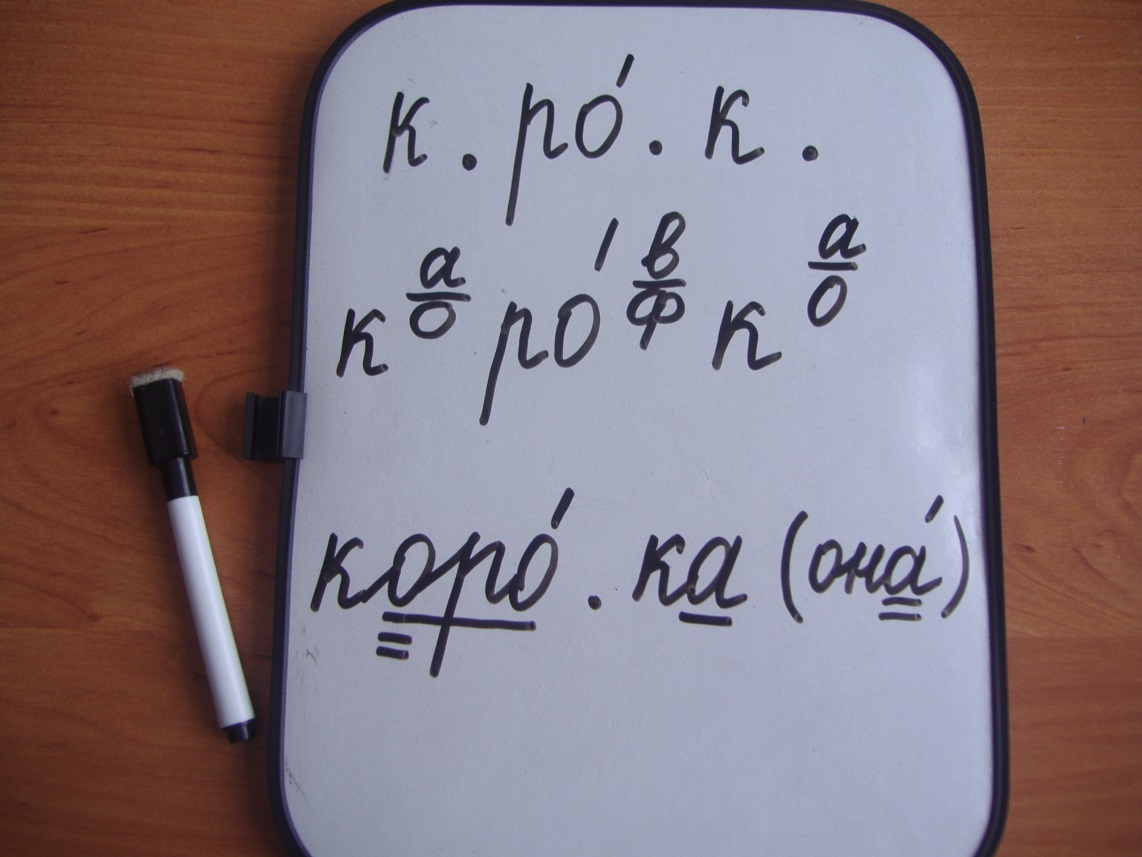 к . ро́ . к .
к а/о ро́ в/ф к а/о
коро́ . ка (она́)